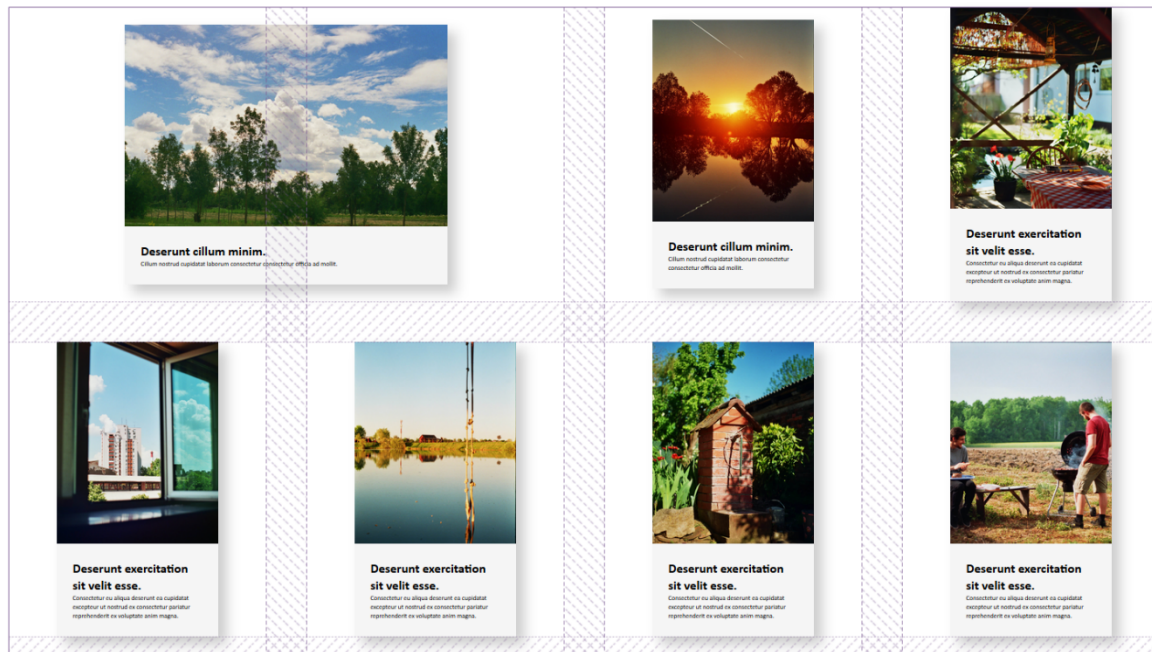 Deserunt cillum minim.
Cillum nostrud cupidatat laborum consectetur consectetur officia ad mollit.
Deserunt cillum minim.
Cillum nostrud cupidatat laborum consectetur
consectetur officia ad mollit.
Deserunt exercitation
sit velit esse.
Consectetur eu aliqua deserunt ea cupidatat
excepteur ut nostrud ex consectetur pariatur
reprehenderit ex voluptate anim magna.
Deserunt exercitation
sit velit esse.
Consectetur eu aliqua deserunt ea cupidatat
excepteur ut nostrud ex consectetur pariatur
reprehenderit ex voluptate anim magna.
Deserunt exercitation
sit velit esse.
Consectetur eu aliqua deserunt ea cupidatat
excepteur ut nostrud ex consectetur pariatur
reprehenderit ex voluptate anim magna.
Deserunt exercitation
sit velit esse.
Consectetur eu aliqua deserunt ea cupidatat
excepteur ut nostrud ex consectetur pariatur
reprehenderit ex voluptate anim magna.
Deserunt exercitation
sit velit esse.
Consectetur eu aliqua deserunt ea cupidatat
excepteur ut nostrud ex consectetur pariatur
reprehenderit ex voluptate anim magna.